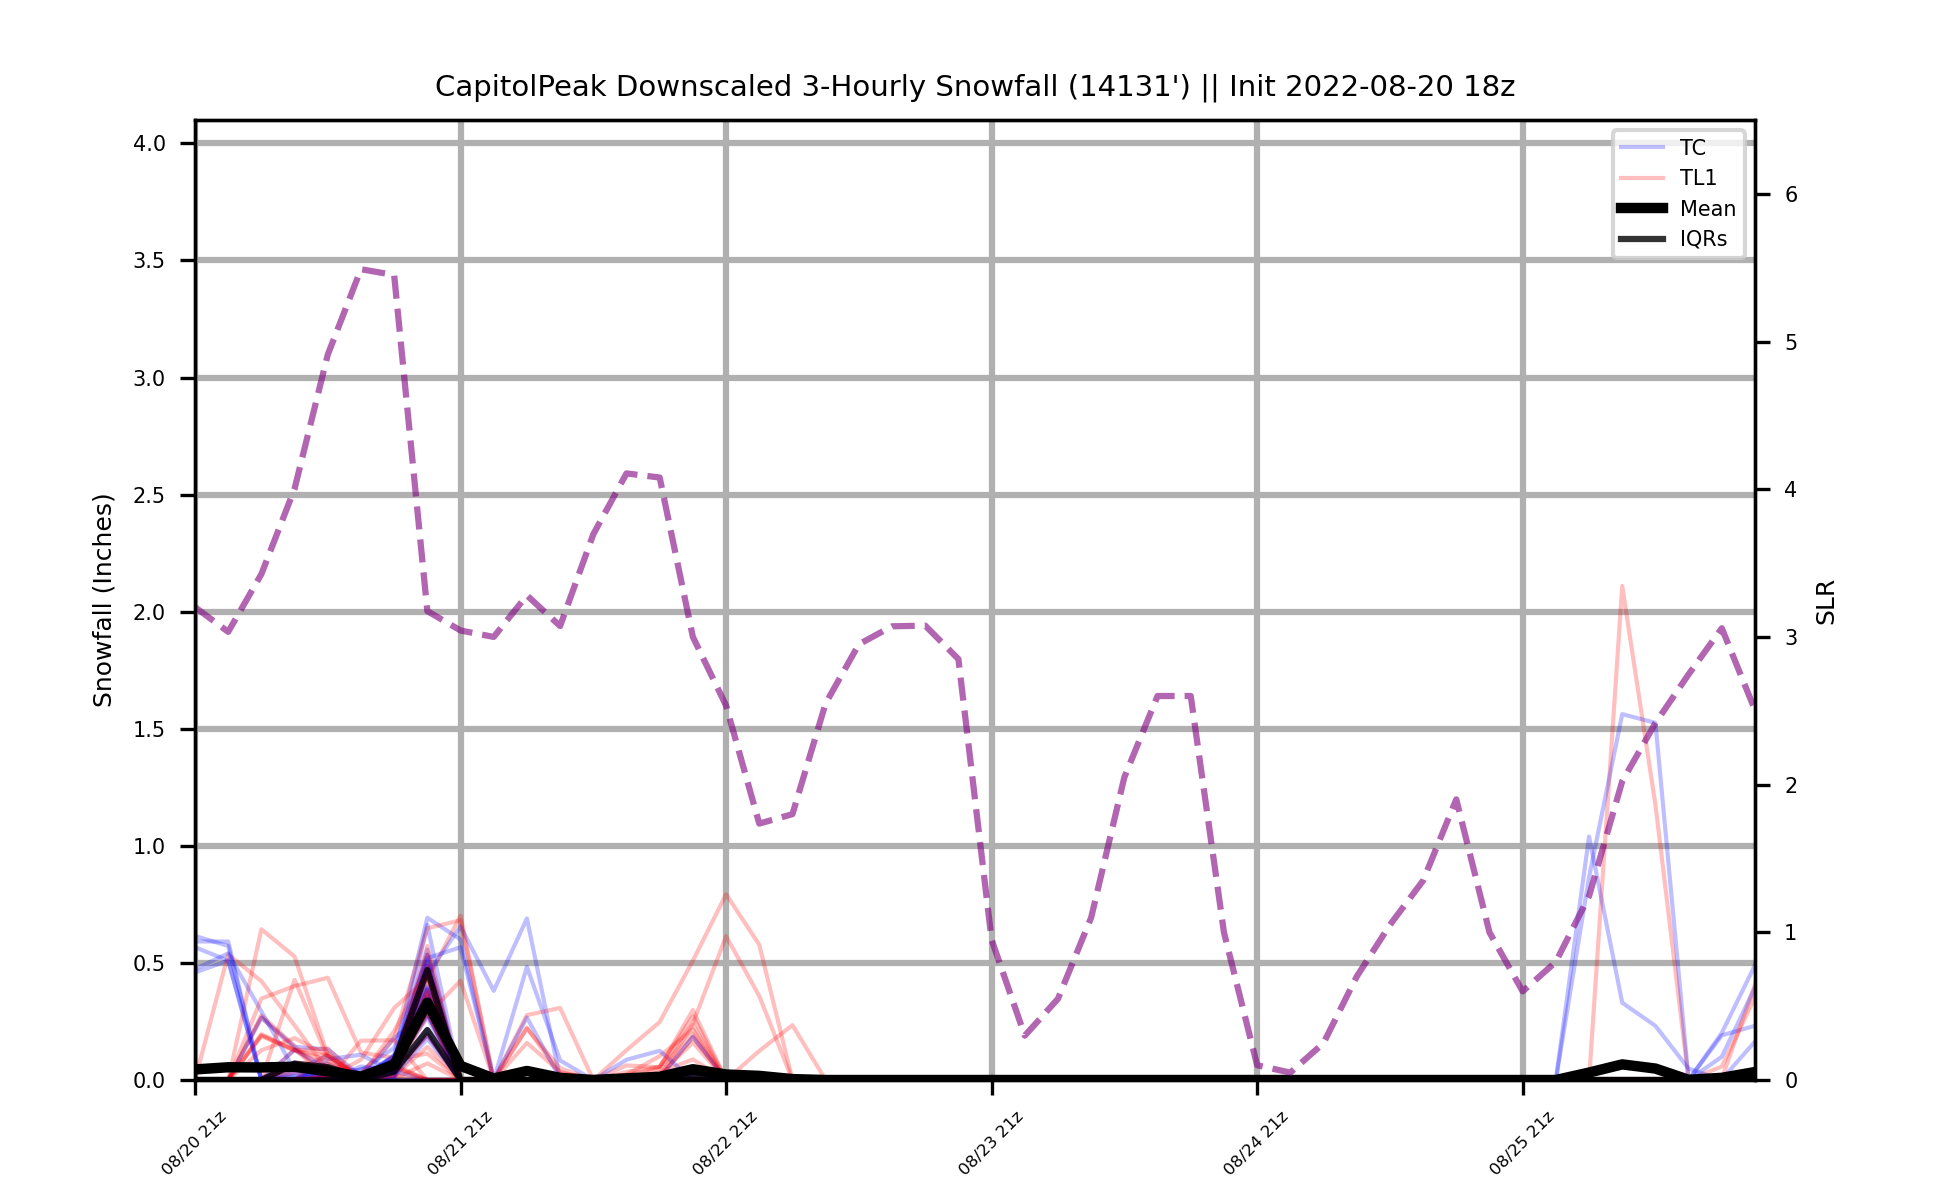 CapitolPeak Downscaled 3-Hourly Snowfall (14131') || Init 2022-08-20 18z
TC
TL1
Mean
IQRs
4.0
3.5
3.0
2.5
2.0
1.5
1.0
0.5
0.0
Snowfall (Inches)
6
5
4
3
2
1
0
SLR
08/20 21z
08/21 21z
08/22 21z
08/23 21z
08/24 21z
08/25 21z